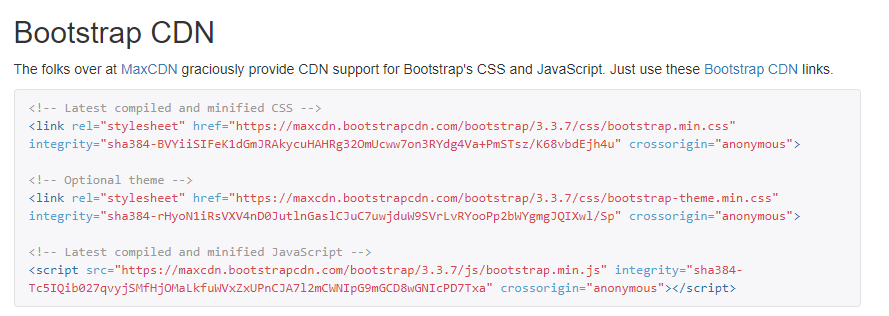 Bootstrap CDN
The folks over at MaxCDN graciously provide CDN support for Bootstrap's CSS and JavaScript. Just use these Bootstrap CDN links.
<!-- Latest compiled and minified CSS -->
<link rel="stylesheet" href="https://maxcdn.bootstrapcdn.com/bootstrap/3.3.7/css/bootstrap.min.css"
integrity="sha384-BVYiiSIFeK1dGmJRAkycuHAHRg32OmUcww7on3RYdg4Va+PmSTsz/K68vbdEjh4u" crossorigin="anonymous">
<!-- Optional theme -->
<link rel="stylesheet" href="https://maxcdn.bootstrapcdn.com/bootstrap/3.3.7/css/bootstrap-theme.min.css"
integrity="sha384-rHyoN1iRsVXV4nD0JutlnGaslCJuC7uwjduW9SVrLvRYooPp2bWYgmgJQIXwl/Sp" crossorigin="anonymous">
<!-- Latest compiled and minified JavaScript -->
<script src="https://maxcdn.bootstrapcdn.com/bootstrap/3.3.7/js/bootstrap.min.js" integrity="sha384-
Tc5IQib027qvyjSMfHjOMaLkfuWVxZxUPnCJA7l2mCWNIpG9mGCD8wGNIcPD7Txa" crossorigin="anonymous"></script>